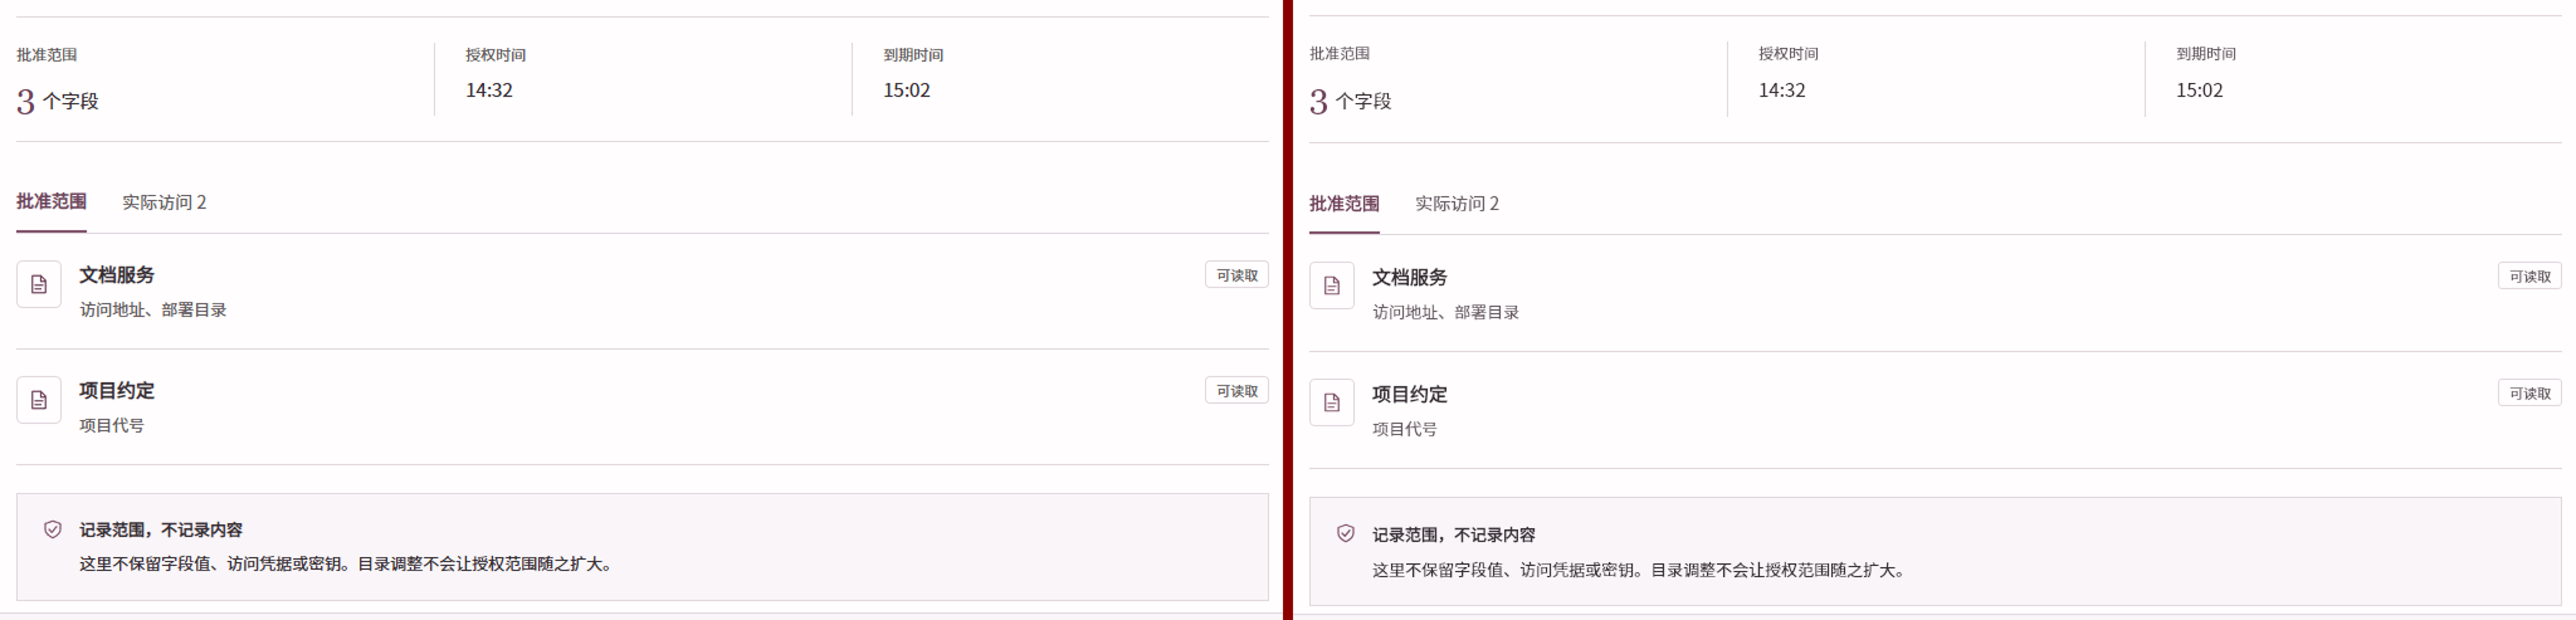 批准范围
授权时间
到期时间
3 个字段
14:32
15:02
批准范围
实际访问 2
文档服务
可读取
访问地址、部署目录
项目约定
可读取
项目代号
记录范围，不记录内容
这里不保留字段值、访问凭据或密钥。目录调整不会让授权范围随之扩大。
批准范围
授权时间
到期时间
3 个字段
14:32
15:02
批准范围
实际访问 2
文档服务
可读取
访问地址、部署目录
项目约定
可读取
项目代号
记录范围，不记录内容
这里不保留字段值、访问凭据或密钥。目录调整不会让授权范围随之扩大。